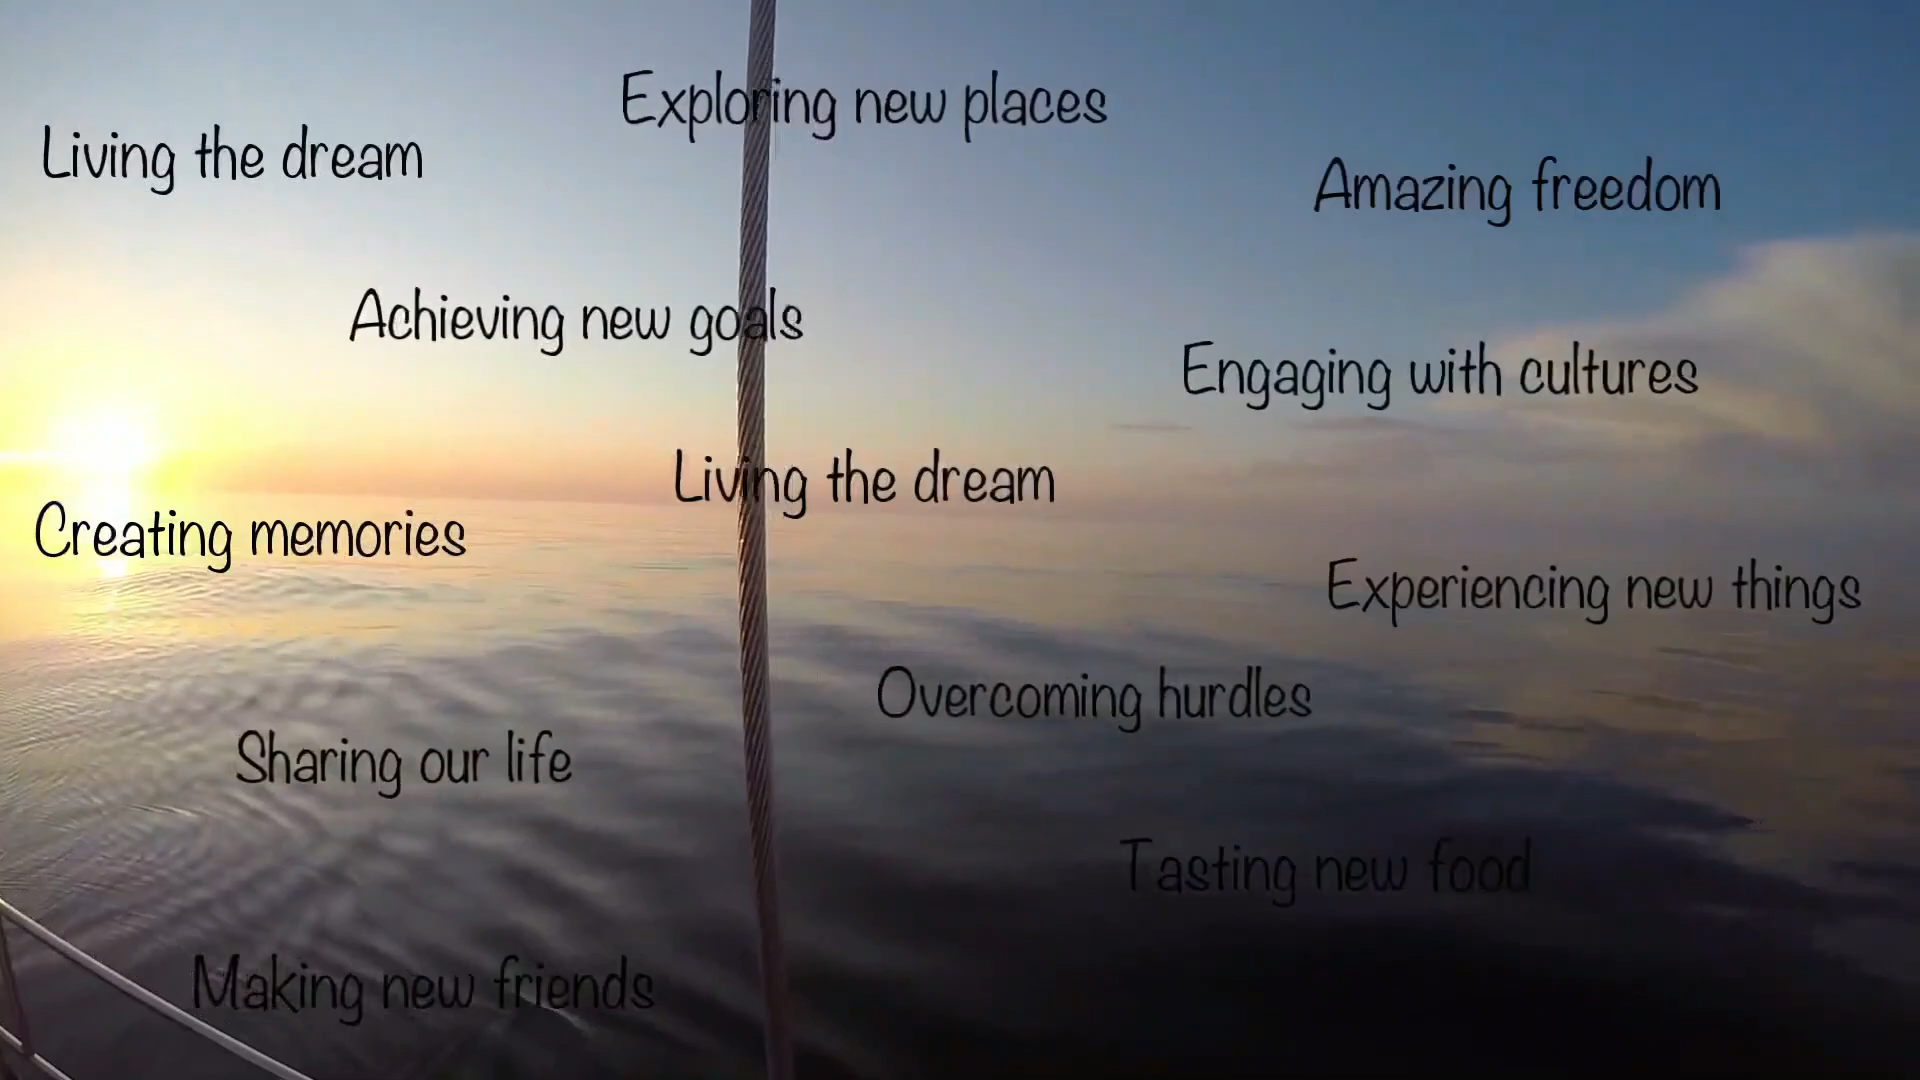 Exploring new places
Living the dream
Amazing freedom
Achieving new goals
Engaging with cultures
Living the dream
Creating memories
Experiencing new things
Overcoming hurdles
Sharing our life
Tasting new food
Making new friends